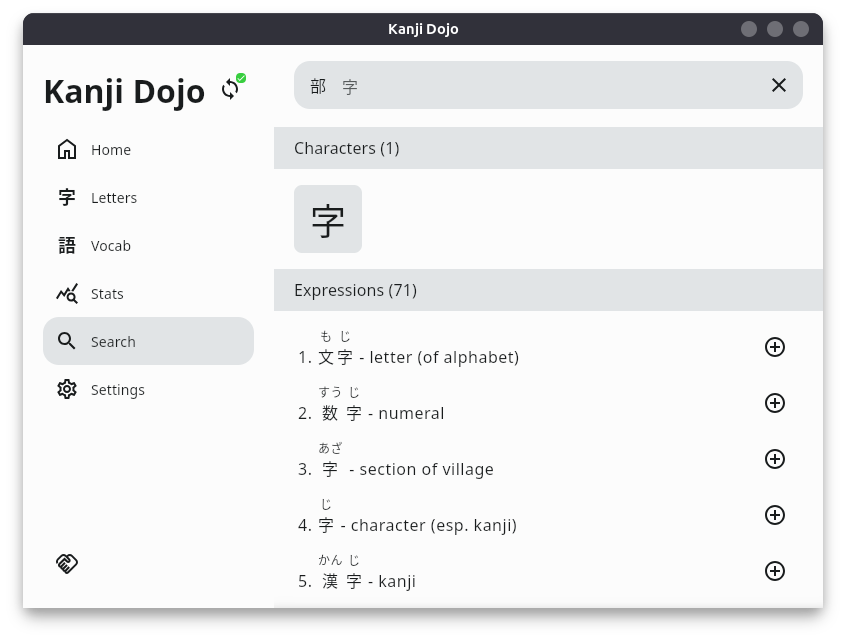 Kanji Dojo
Kanji Dojo
Home
字 Letters
語 Vocab
Stats
Search
Settings
部 字
Characters (1)
字
Expressions (71)
も じ
1. 文字 - letter (of alphabet)
すう じ
2. 数字 - numeral
あざ
3. 字 - section of village
じ
4. 字 - character (esp. kanji)
かん じ
5. 漢字 - kanji